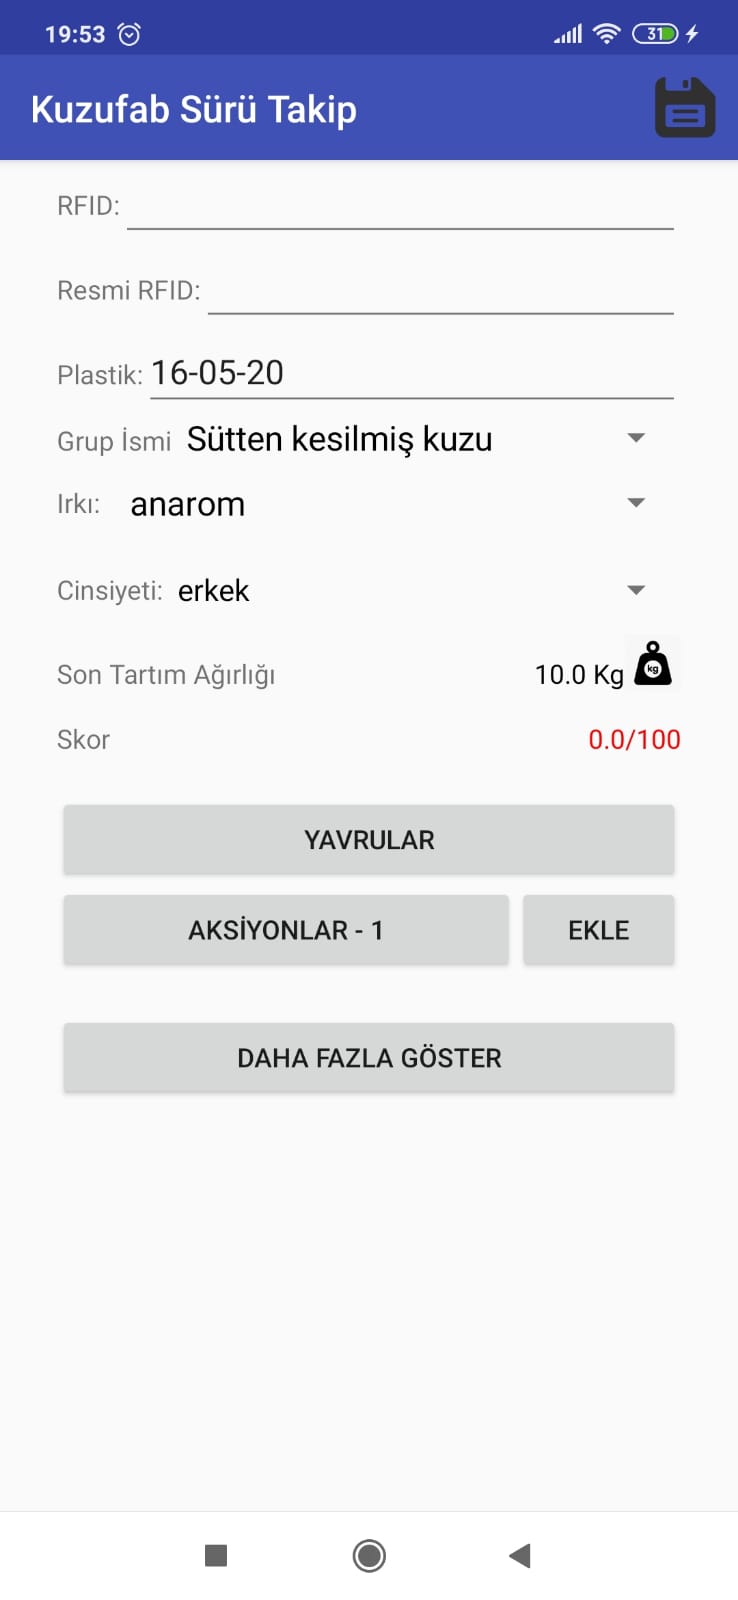 19:53 31
Kuzufab Sürü Takip
RFID:
Resmi RFID:
Plastik: 16-05-20
Grup İsmi Sütten kesilmiş kuzu
Irkı: anarom
Cinsiyeti: erkek
Son Tartım Ağırlığı 10.0 Kg kg
Skor 0.0/100
YAVRULAR
AKSİYONLAR - 1 EKLE
DAHA FAZLA GÖSTER